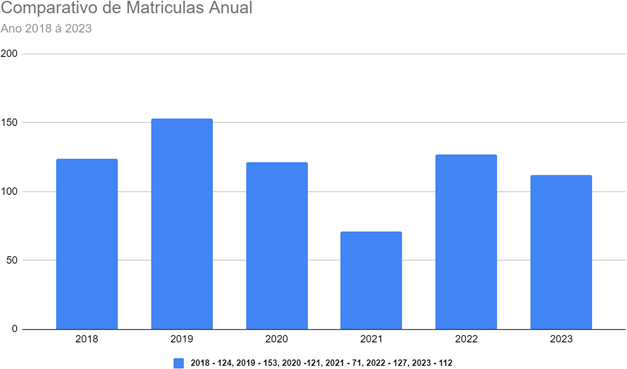 Comparativo de Matriculas Anual
Ano 2018 á 2023
200
150
100
50
0
2018 2019 2020 2021 2022 2023
2018 - 124, 2019 - 153, 2020 -121, 2021 - 71, 2022 - 127, 2023 - 112